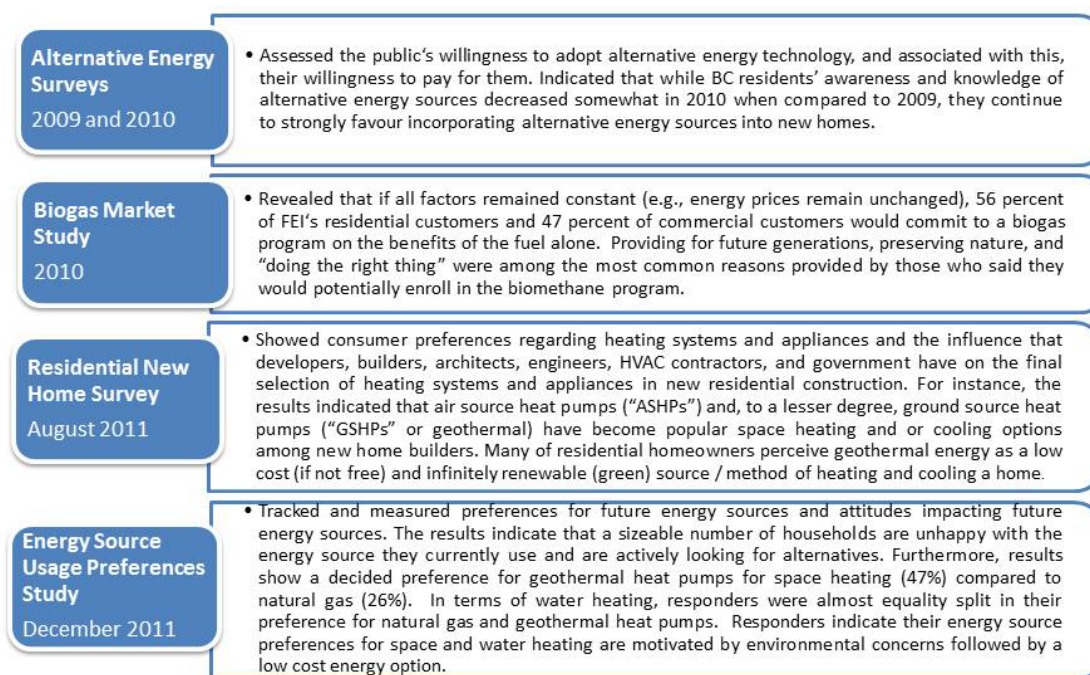 Alternative Energy
Surveys
2009 and 2010
• Assessed the public‘s willingness to adopt alternative energy technology, and associated with this,
their willingness to pay for them. Indicated that while BC residents’ awareness and knowledge of
alternative energy sources decreased somewhat in 2010 when compared to 2009, they continue
to strongly favour incorporating alternative energy sources into new homes.
Biogas Market
Study
2010
• Revealed that if all factors remained constant (e.g., energy prices remain unchanged), 56 percent
of FEI‘s residential customers and 47 percent of commercial customers would commit to a biogas
program on the benefits of the fuel alone. Providing for future generations, preserving nature, and
“doing the right thing” were among the most common reasons provided by those who said they
would potentially enroll in the biomethane program.
Residential New
Home Survey
August 2011
• Showed consumer preferences regarding heating systems and appliances and the influence that
developers, builders, architects, engineers, HVAC contractors, and government have on the final
selection of heating systems and appliances in new residential construction. For instance, the
results indicated that air source heat pumps (“ASHPs”) and, to a lesser degree, ground source heat
pumps (“GSHPs” or geothermal) have become popular space heating and or cooling options
among new home builders. Many of residential homeowners perceive geothermal energy as a low
cost (if not free) and infinitely renewable (green) source / method of heating and cooling a home.
Energy Source
Usage Preferences
Study
December 2011
• Tracked and measured preferences for future energy sources and attitudes impacting future
energy sources. The results indicate that a sizeable number of households are unhappy with the
energy source they currently use and are actively looking for alternatives. Furthermore, results
show a decided preference for geothermal heat pumps for space heating (47%) compared to
natural gas (26%). In terms of water heating, responders were almost equality split in their
preference for natural gas and geothermal heat pumps. Responders indicate their energy source
preferences for space and water heating are motivated by environmental concerns followed by a
low cost energy option.